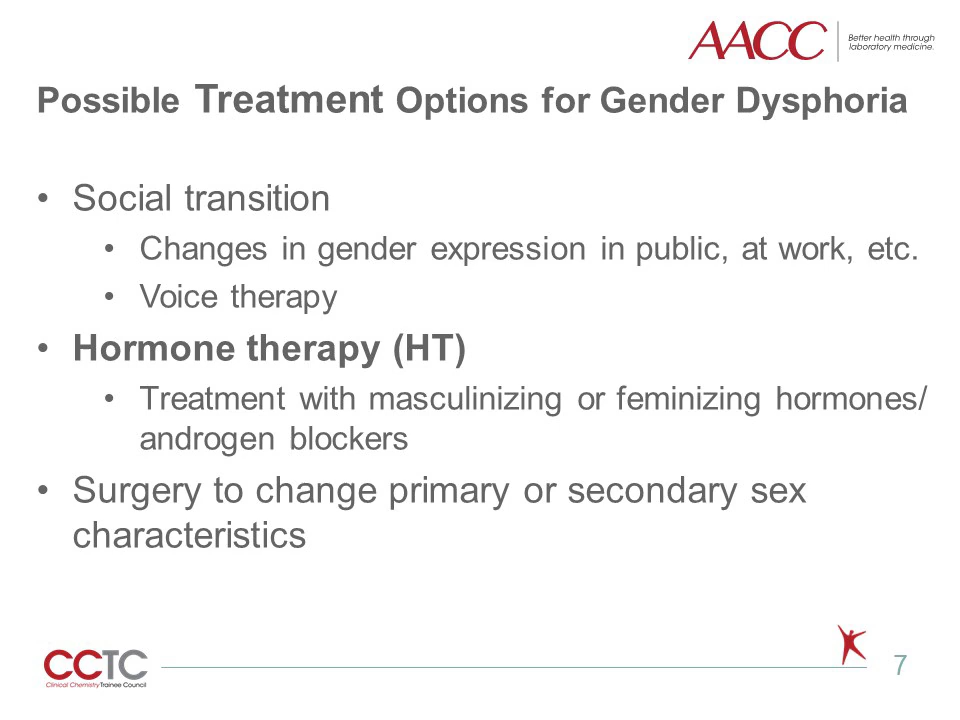 AACC
Better health through
laboratory medicine.
Possible Treatment Options for Gender Dysphoria
• Social transition
• Changes in gender expression in public, at work, etc.
• Voice therapy
• Hormone therapy (HT)
• Treatment with masculinizing or feminizing hormones/
androgen blockers
• Surgery to change primary or secondary sex
characteristics
CCTC
Clinical Chemistry Trainee Council
7